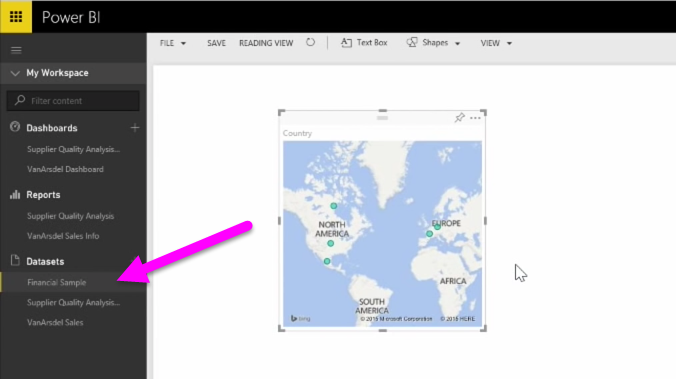 Power BI
FILE SAVE READING VIEW Text Box Shapes VIEW
My Workspace
Filter content
Dashboards
Supplier Quality Analysis...
VanArsdel Dashboard
Reports
Supplier Quality Analysis
VanArsdel Sales Info
Datasets
Financial Sample
Supplier Quality Analysis...
VanArsdel Sales
Country
NORTH
AMERICA
EUROPE
AFRICA
SOUTH
AMERICA
bing
© 2015 Microsoft Corporation © 2015 HERE